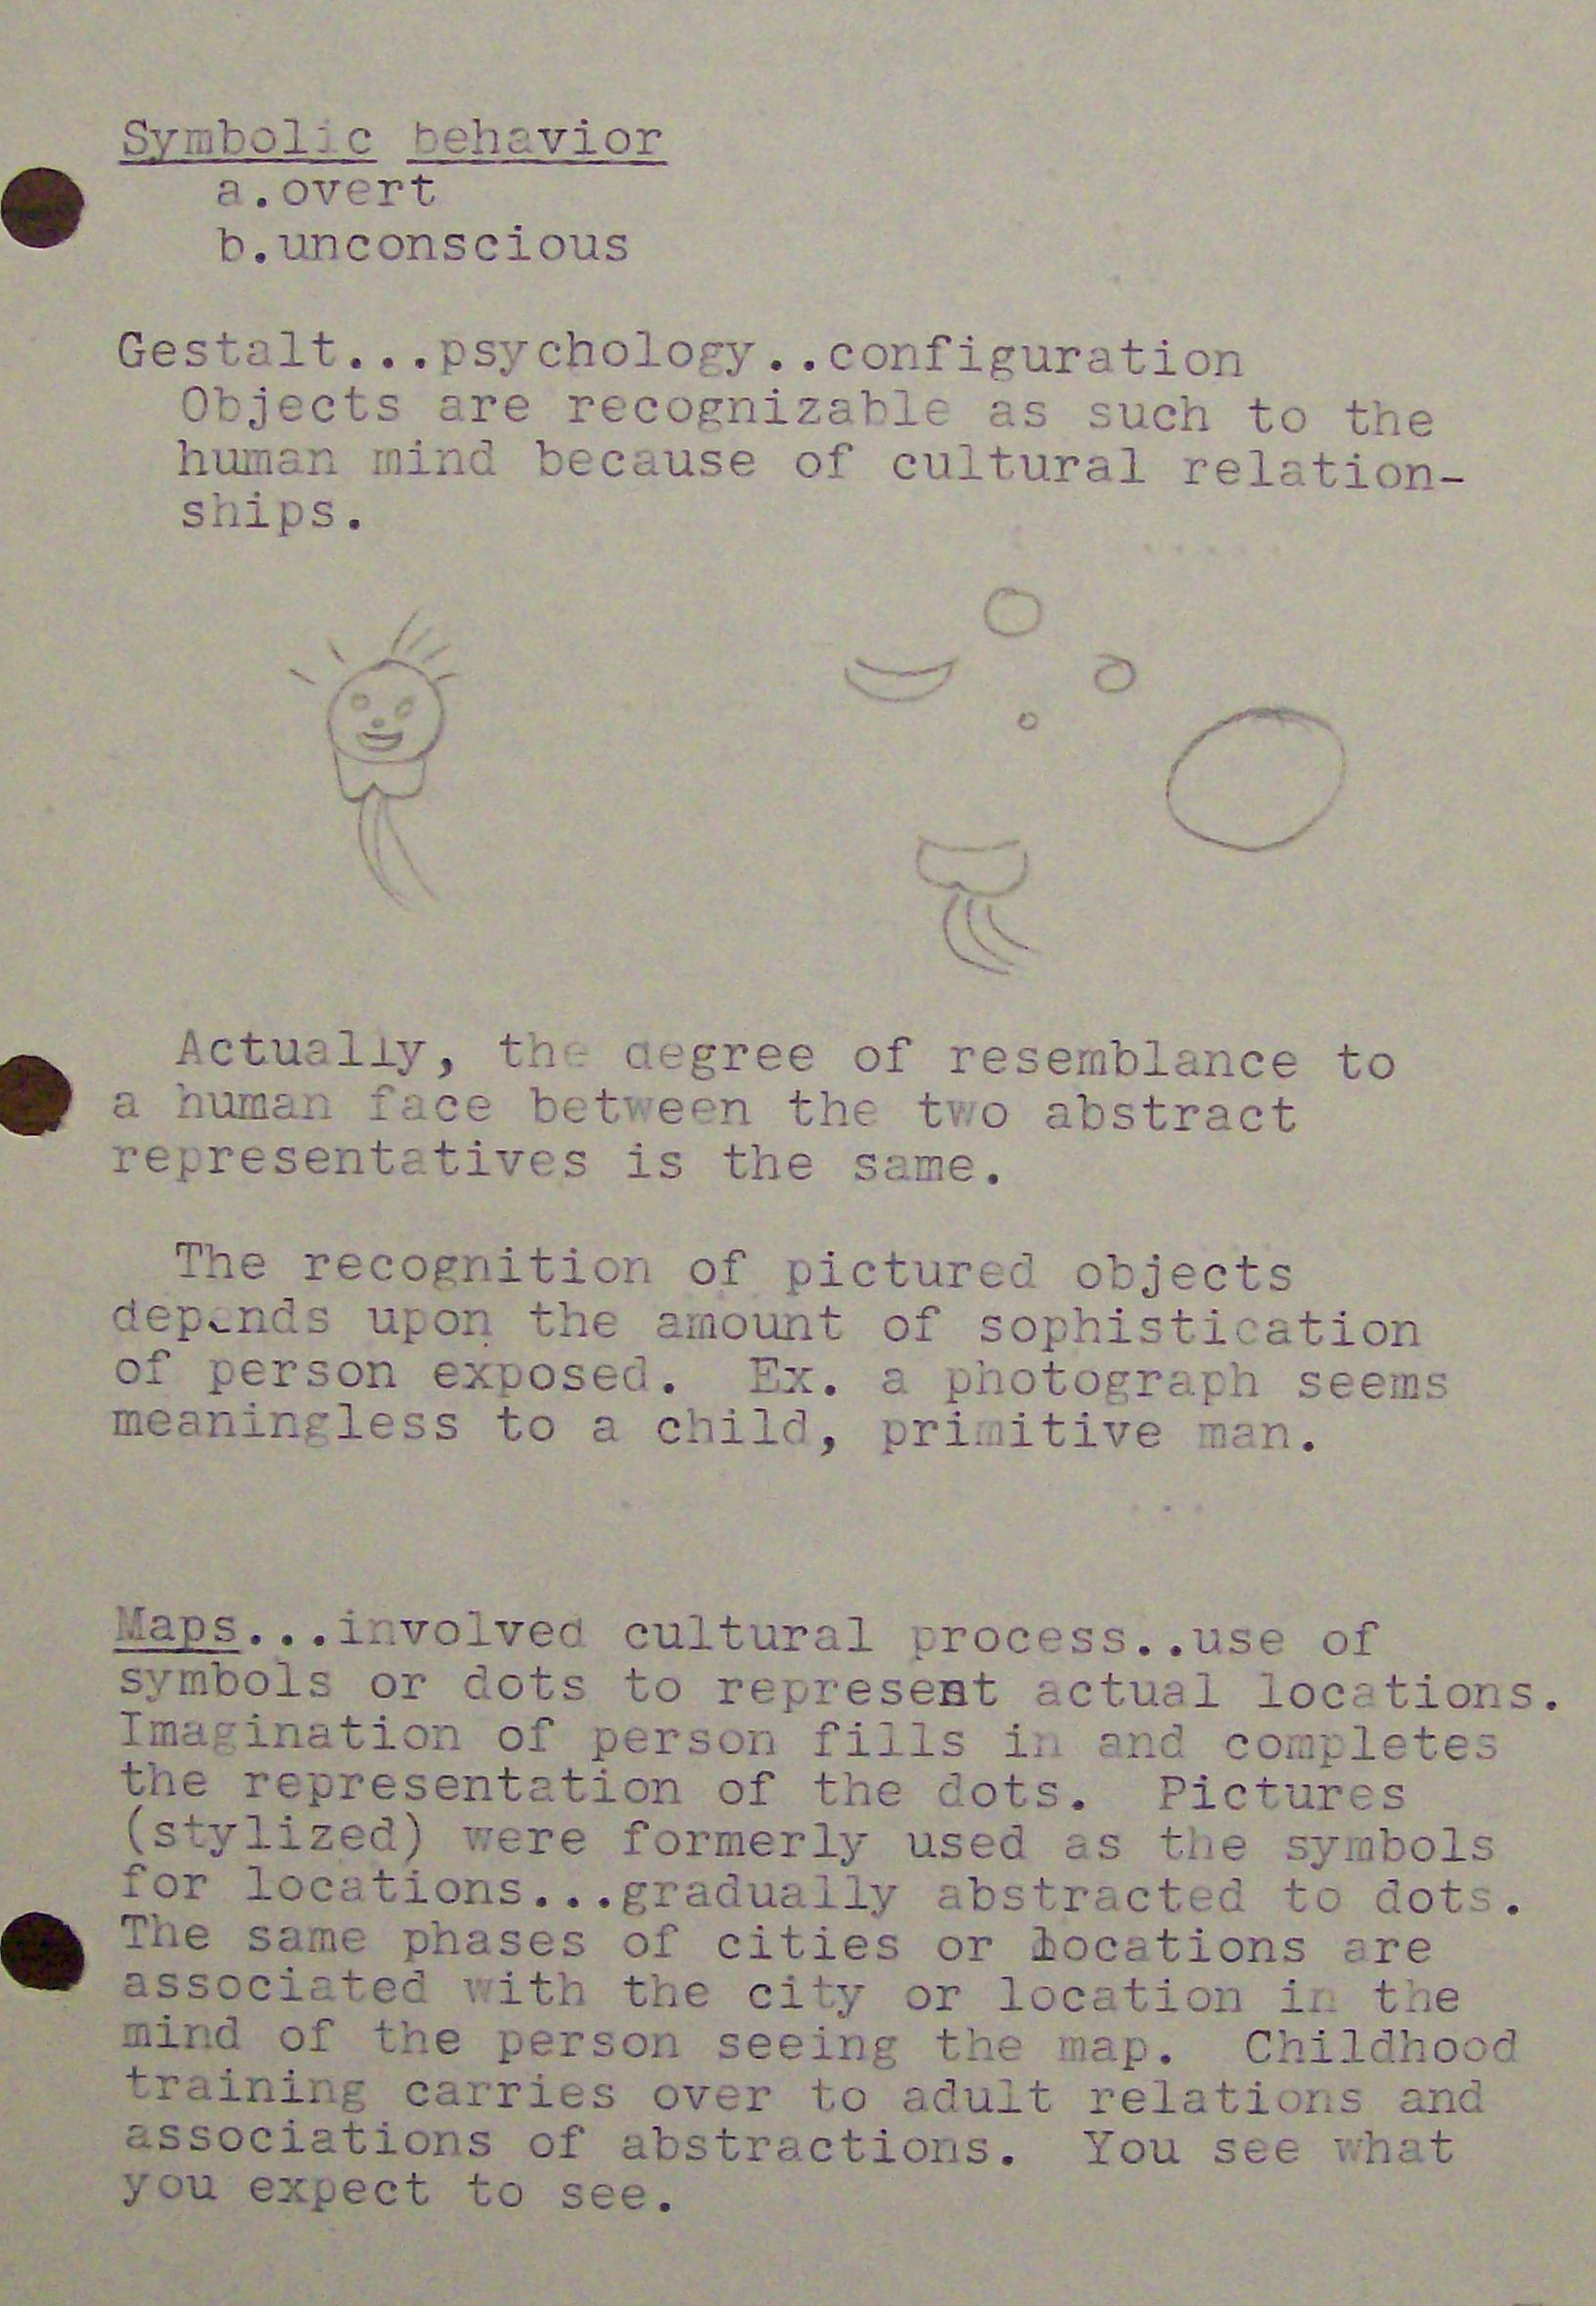 Symbolic behavior
a.overt
b.unconscious
Gestalt...psychology..configuration
Objects are recognizable as such to the
human mind because of cultural relation-
ships.
Actually, the degree of resemblance to
a human face between the two abstract
representatives is the same.
The recognition of pictured objects
depends upon the amount of sophistication
of person exposed.  Ex. a photograph seems
meaningless to a child, primitive man.
Maps...involved cultural process..use of
symbols or dots to represent actual locations.
Imagination of person fills in and completes
the representation of the dots.  Pictures
(stylized) were formerly used as the symbols
for locations...gradually abstracted to dots.
The same phases of cities or locations are
associated with the city or location in the
mind of the person seeing the map.  Childhood
training carries over to adult relations and
associations of abstractions.  You see what
you expect to see.